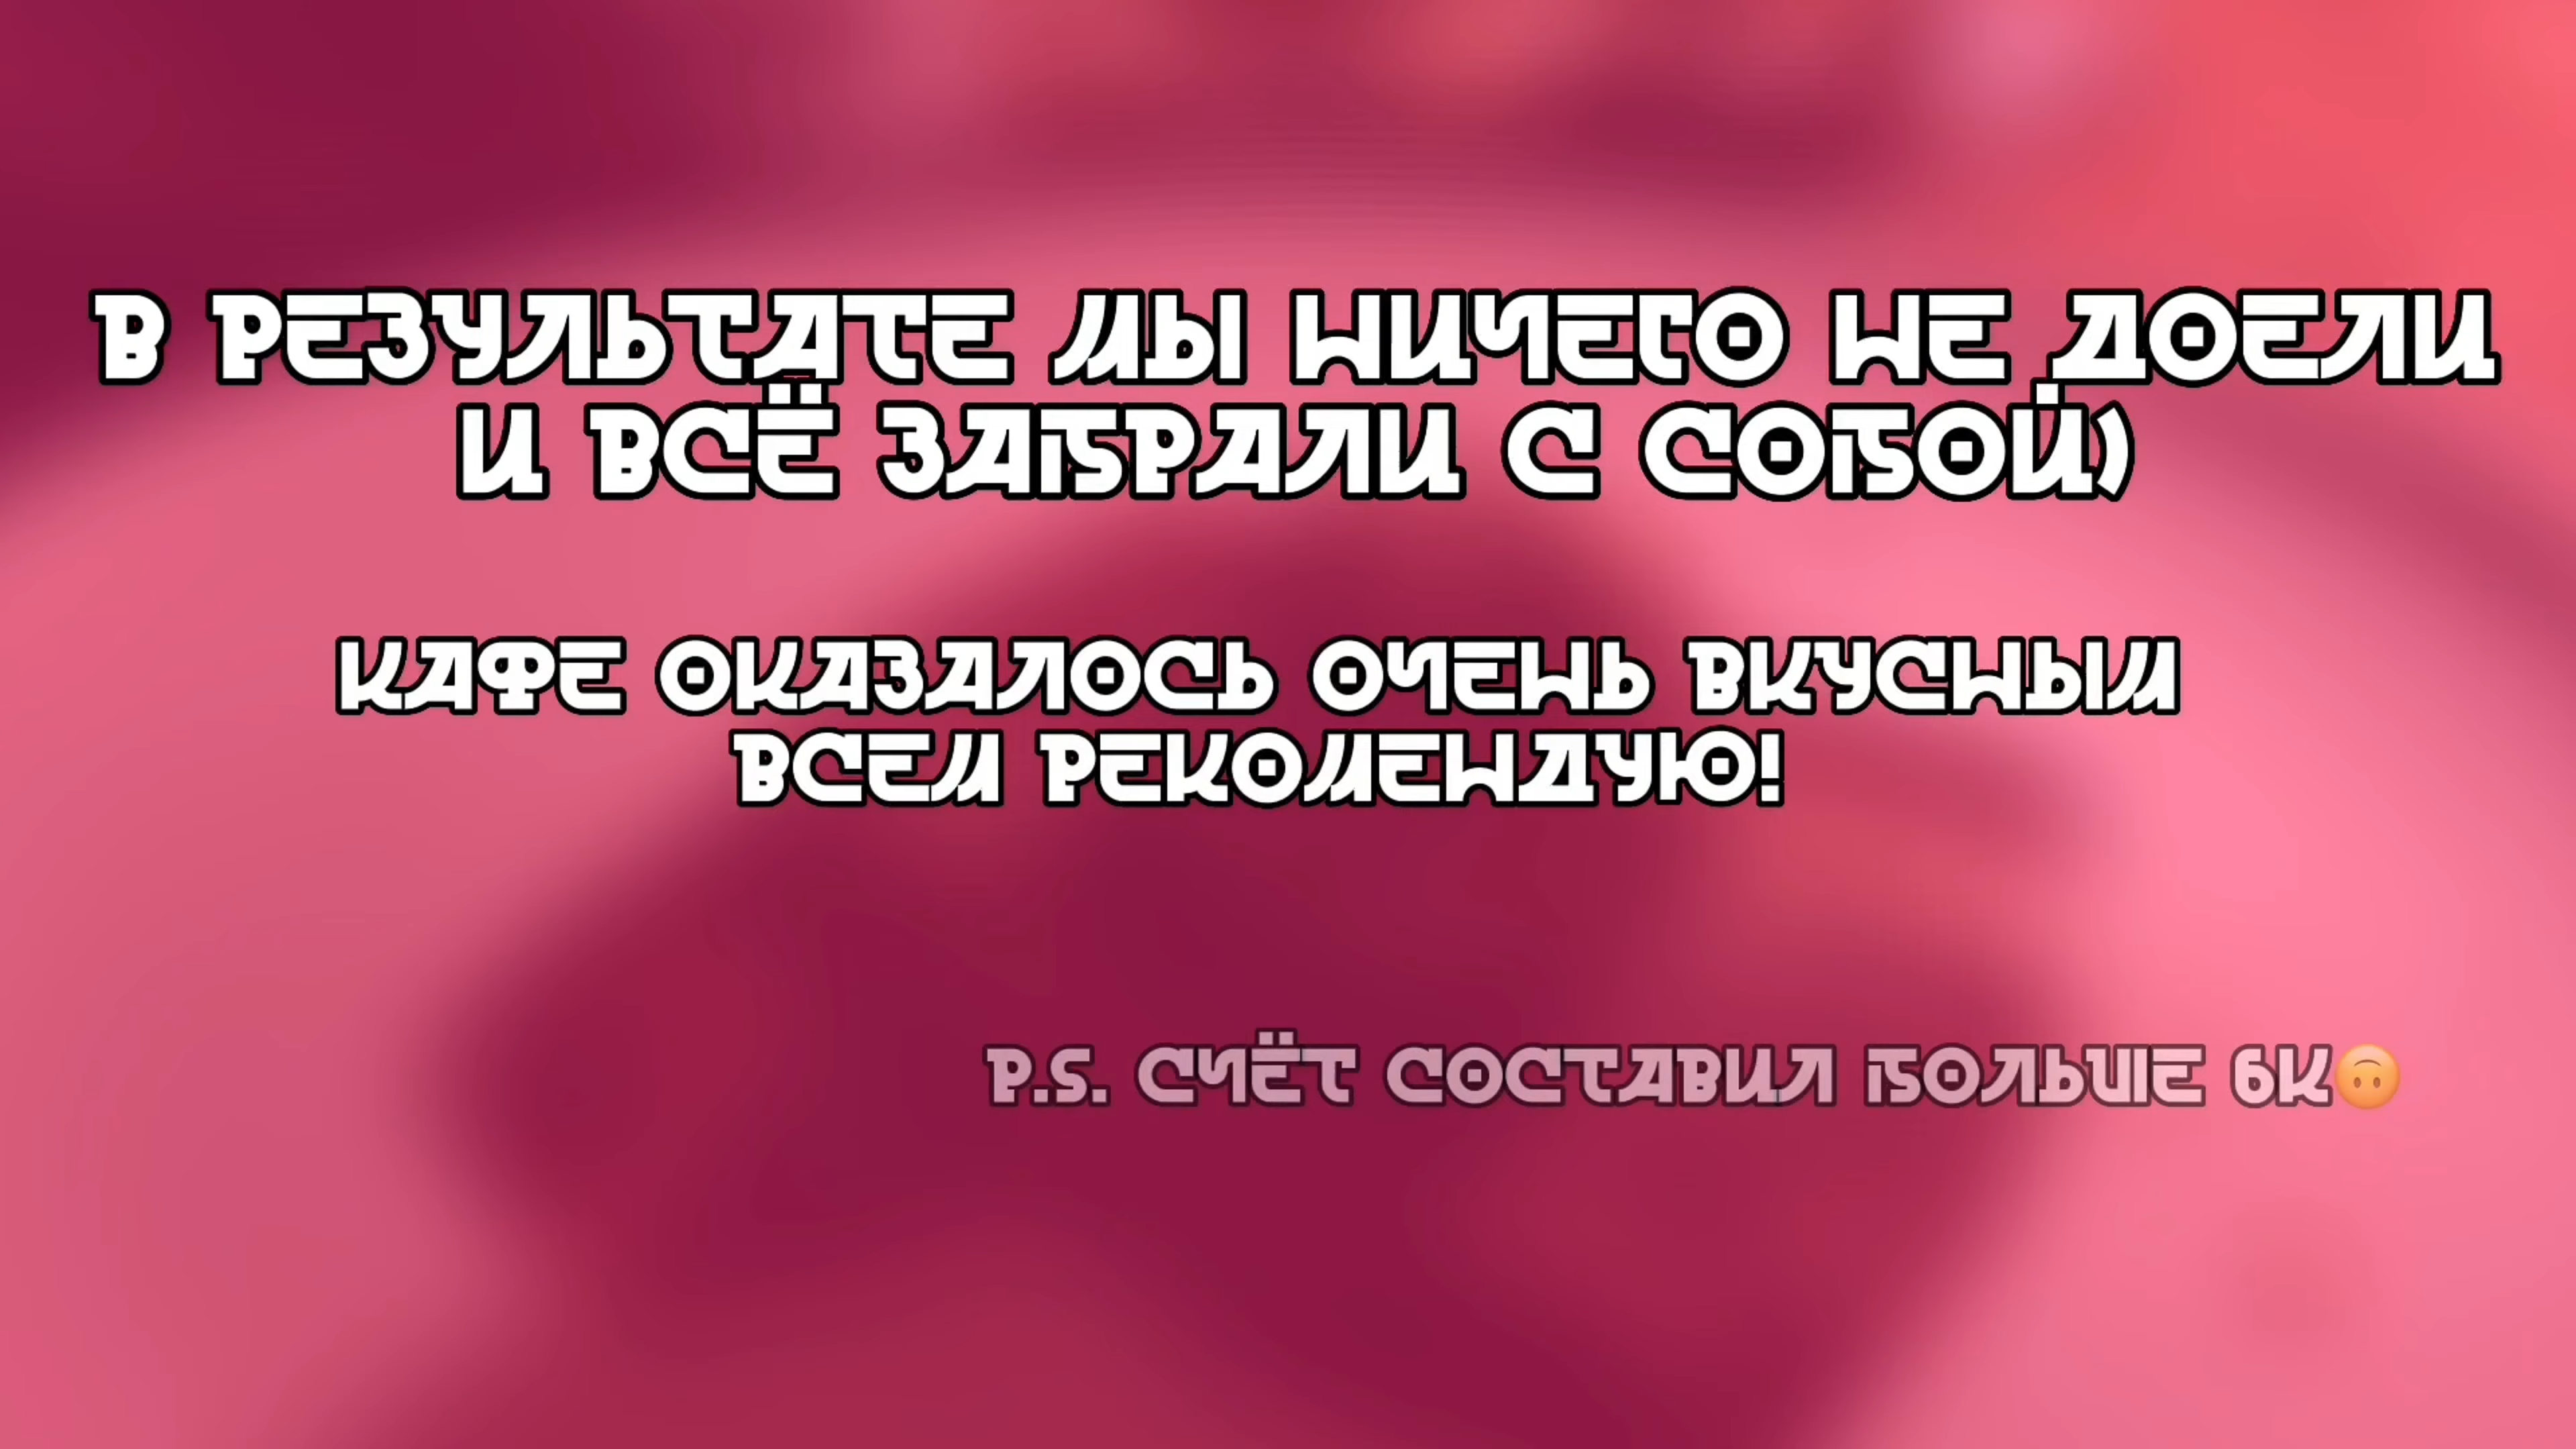 В РЕЗУЛЬТАТЕ МЫ НИЧЕГО НЕ ДОЕЛИ
И ВСЁ ЗАБРАЛИ С СОБОЙ)
КАФЕ ОКАЗАЛОСЬ ОЧЕНЬ ВКУСНЫМ
ВСЕМ РЕКОМЕНДУЮ!
P.S. СЧЁТ СОСТАВИЛ БОЛЬШЕ 6К🙃